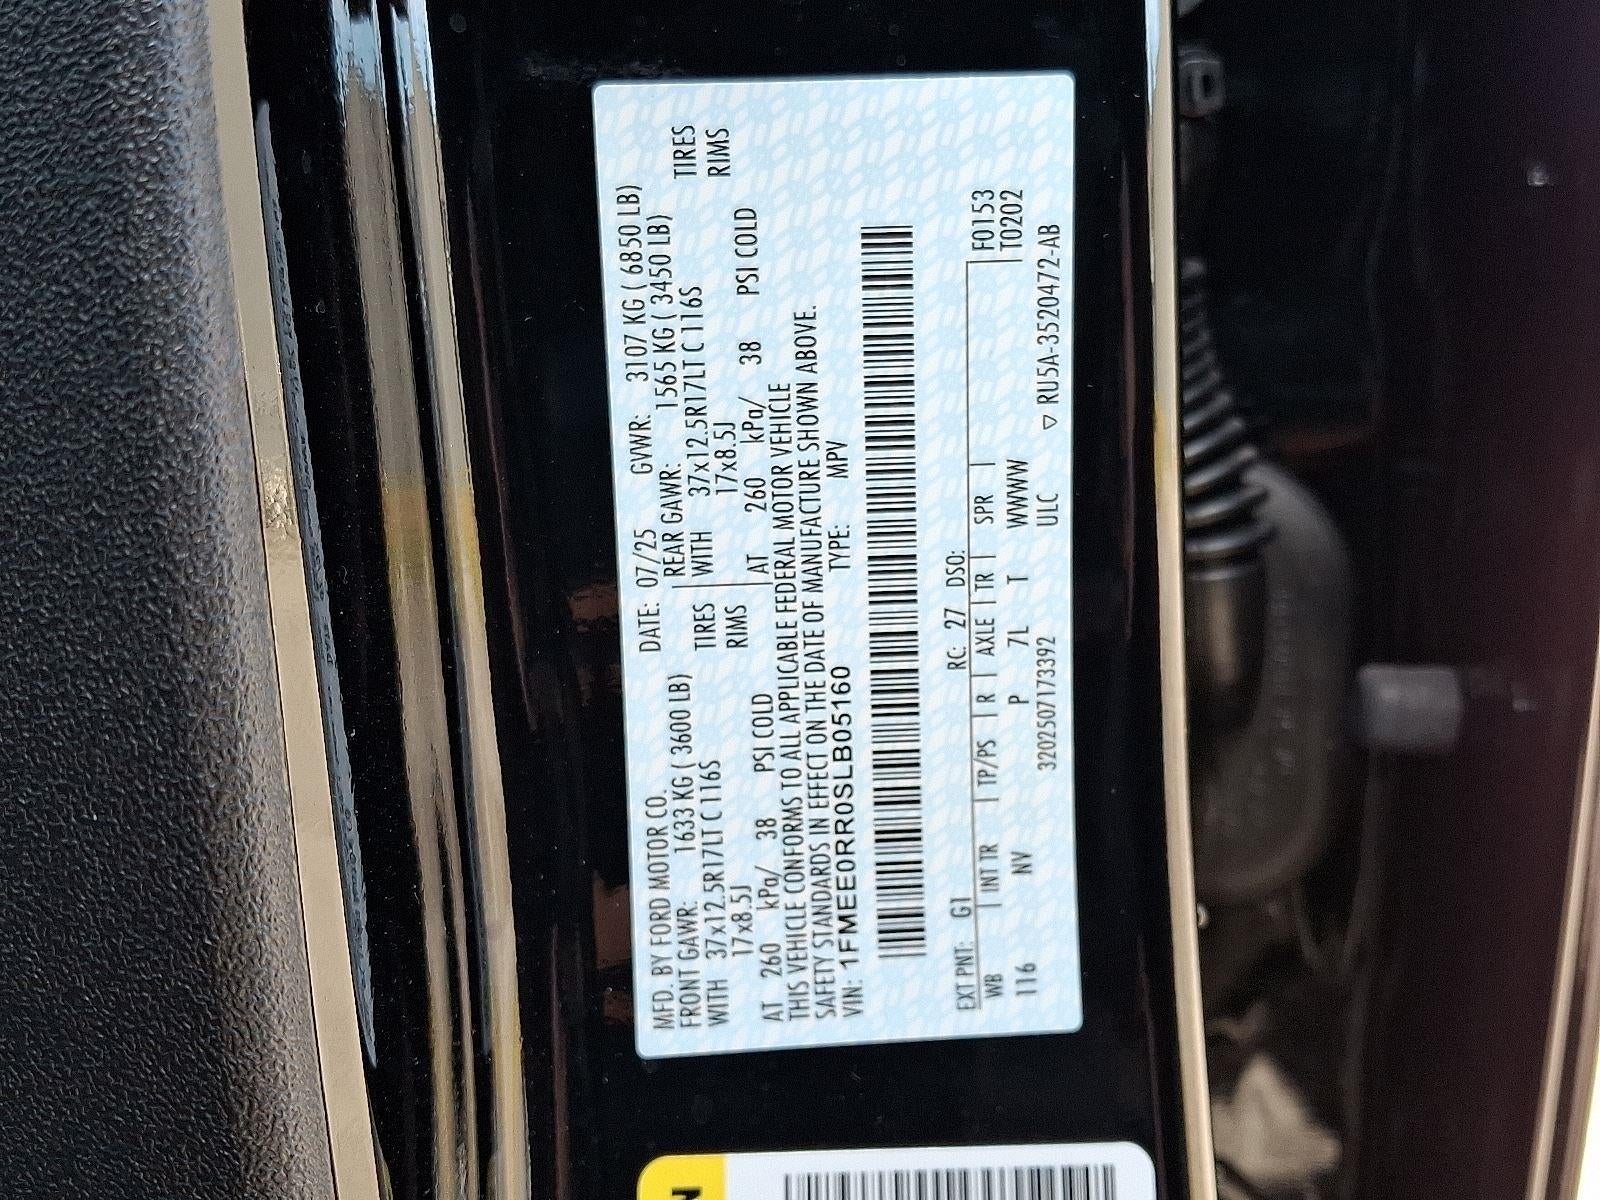 MFD. BY FORD MOTOR CO. DATE: 07/25 GVWR: 3107 KG ( 6850 LB)
FRONT GAWR: 1633 KG ( 3600 LB) REAR GAWR: 1565 KG ( 3450 LB)
WITH 37x12.5R17LT C 116S TIRES WITH 37x12.5R17LT C 116S TIRES
17x8.5J RIMS 17x8.5J RIMS
AT 260 kPa/ 38 PSI COLD AT 260 kPa/ 38 PSI COLD
THIS VEHICLE CONFORMS TO ALL APPLICABLE FEDERAL MOTOR VEHICLE
SAFETY STANDARDS IN EFFECT ON THE DATE OF MANUFACTURE SHOWN ABOVE.
VIN: 1FMEE0RR0SLB05160 TYPE: MPV
EXT PNT: G1 RC: 27 DSO: F0153
WB INT TR TP/PS R AXLE TR SPR T0202
116 NV P 7L T WWWW
3202507173392 ULC ▽ RU5A-3520472-AB
N